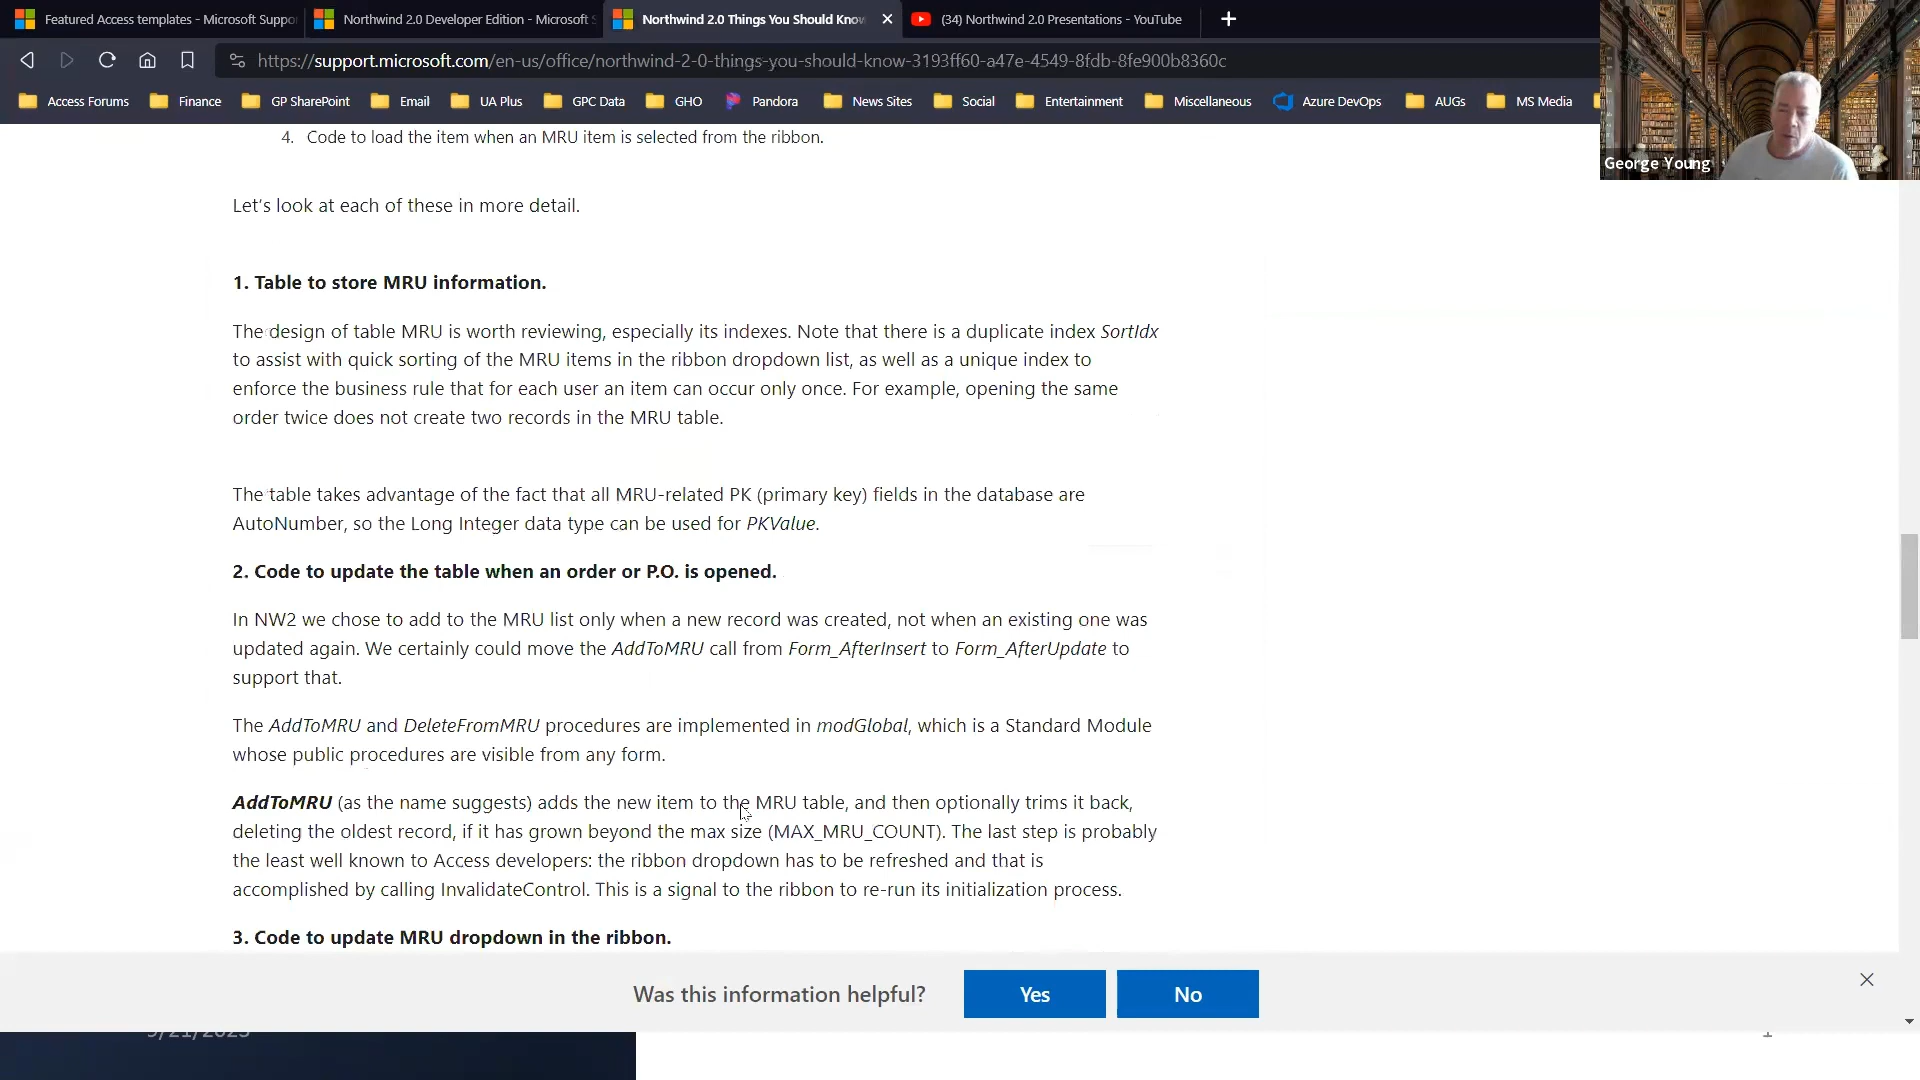 Featured Access templates - Microsoft Suppo
Northwind 2.0 Developer Edition - Microsoft S
Northwind 2.0 Things You Should Know
(34) Northwind 2.0 Presentations - YouTube
https://support.microsoft.com/en-us/office/northwind-2-0-things-you-should-know-3193ff60-a47e-4549-8fdb-8fe900b8360c
Access Forums Finance GP SharePoint Email UA Plus GPC Data GHO Pandora News Sites Social Entertainment Miscellaneous Azure DevOps AUGs MS Media
George Young
4. Code to load the item when an MRU item is selected from the ribbon.
Let's look at each of these in more detail.
1. Table to store MRU information.
The design of table MRU is worth reviewing, especially its indexes. Note that there is a duplicate index SortIdx
to assist with quick sorting of the MRU items in the ribbon dropdown list, as well as a unique index to
enforce the business rule that for each user an item can occur only once. For example, opening the same
order twice does not create two records in the MRU table.
The table takes advantage of the fact that all MRU-related PK (primary key) fields in the database are
AutoNumber, so the Long Integer data type can be used for PKValue.
2. Code to update the table when an order or P.O. is opened.
In NW2 we chose to add to the MRU list only when a new record was created, not when an existing one was
updated again. We certainly could move the AddToMRU call from Form_AfterInsert to Form_AfterUpdate to
support that.
The AddToMRU and DeleteFromMRU procedures are implemented in modGlobal, which is a Standard Module
whose public procedures are visible from any form.
AddToMRU (as the name suggests) adds the new item to the MRU table, and then optionally trims it back,
deleting the oldest record, if it has grown beyond the max size (MAX_MRU_COUNT). The last step is probably
the least well known to Access developers: the ribbon dropdown has to be refreshed and that is
accomplished by calling InvalidateControl. This is a signal to the ribbon to re-run its initialization process.
3. Code to update MRU dropdown in the ribbon.
Was this information helpful?
Yes
No